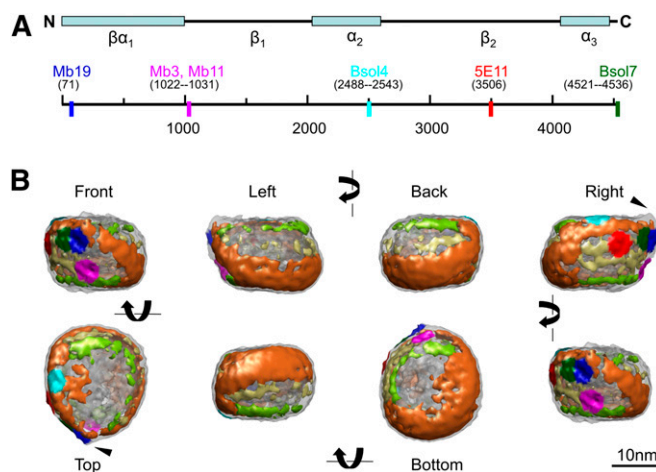 A
N C
βα1 β1 α2 β2 α3
Mb19 Mb3, Mb11 Bsol4 5E11 Bsol7
(71) (1022--1031) (2488--2543) (3506) (4521--4536)
1000 2000 3000 4000
B
Front Left Back Right
Top Bottom 10nm